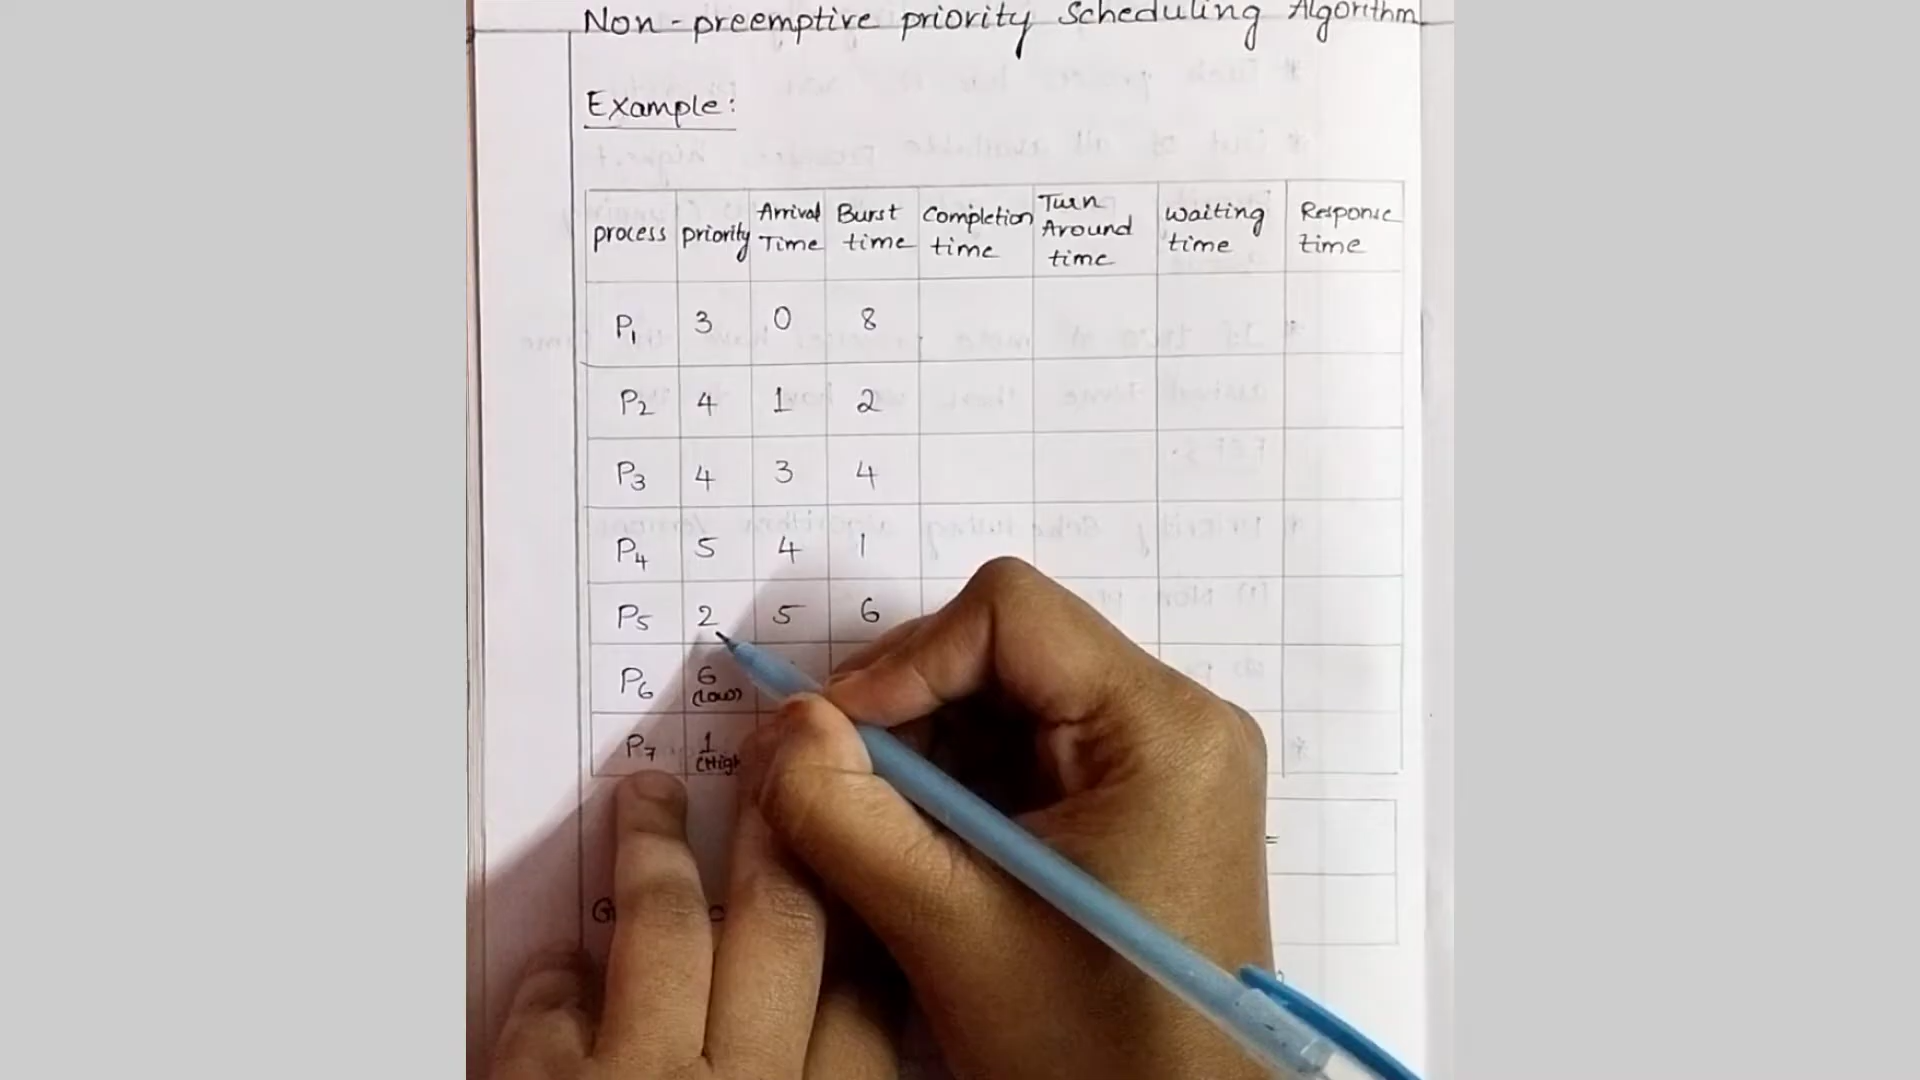 Non-preemptive priority Scheduling Algorithm
Example:
process priority Arrival Time Burst time Completion time Turn Around time waiting time Response time
P1 3 0 8
P2 4 1 2
P3 4 3 4
P4 5 4 1
P5 2 5 6
P6 6 (Low)
P7 1 (High
=